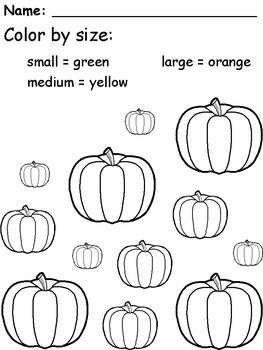 Name:
Color by size:
small = green large = orange
medium = yellow